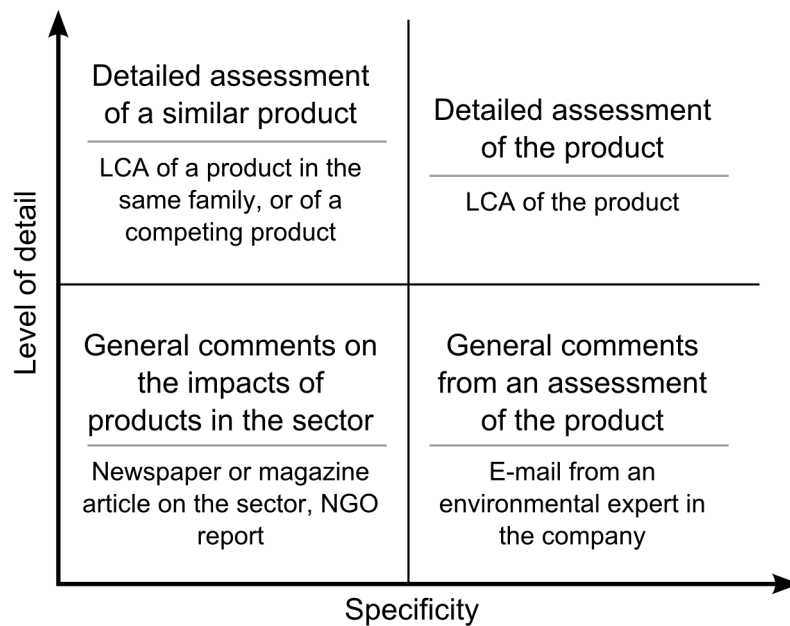 Level of detail
Detailed assessment
of a similar product
LCA of a product in the
same family, or of a
competing product
Detailed assessment
of the product
LCA of the product
General comments on
the impacts of
products in the sector
Newspaper or magazine
article on the sector, NGO
report
General comments
from an assessment
of the product
E-mail from an
environmental expert in
the company
Specificity